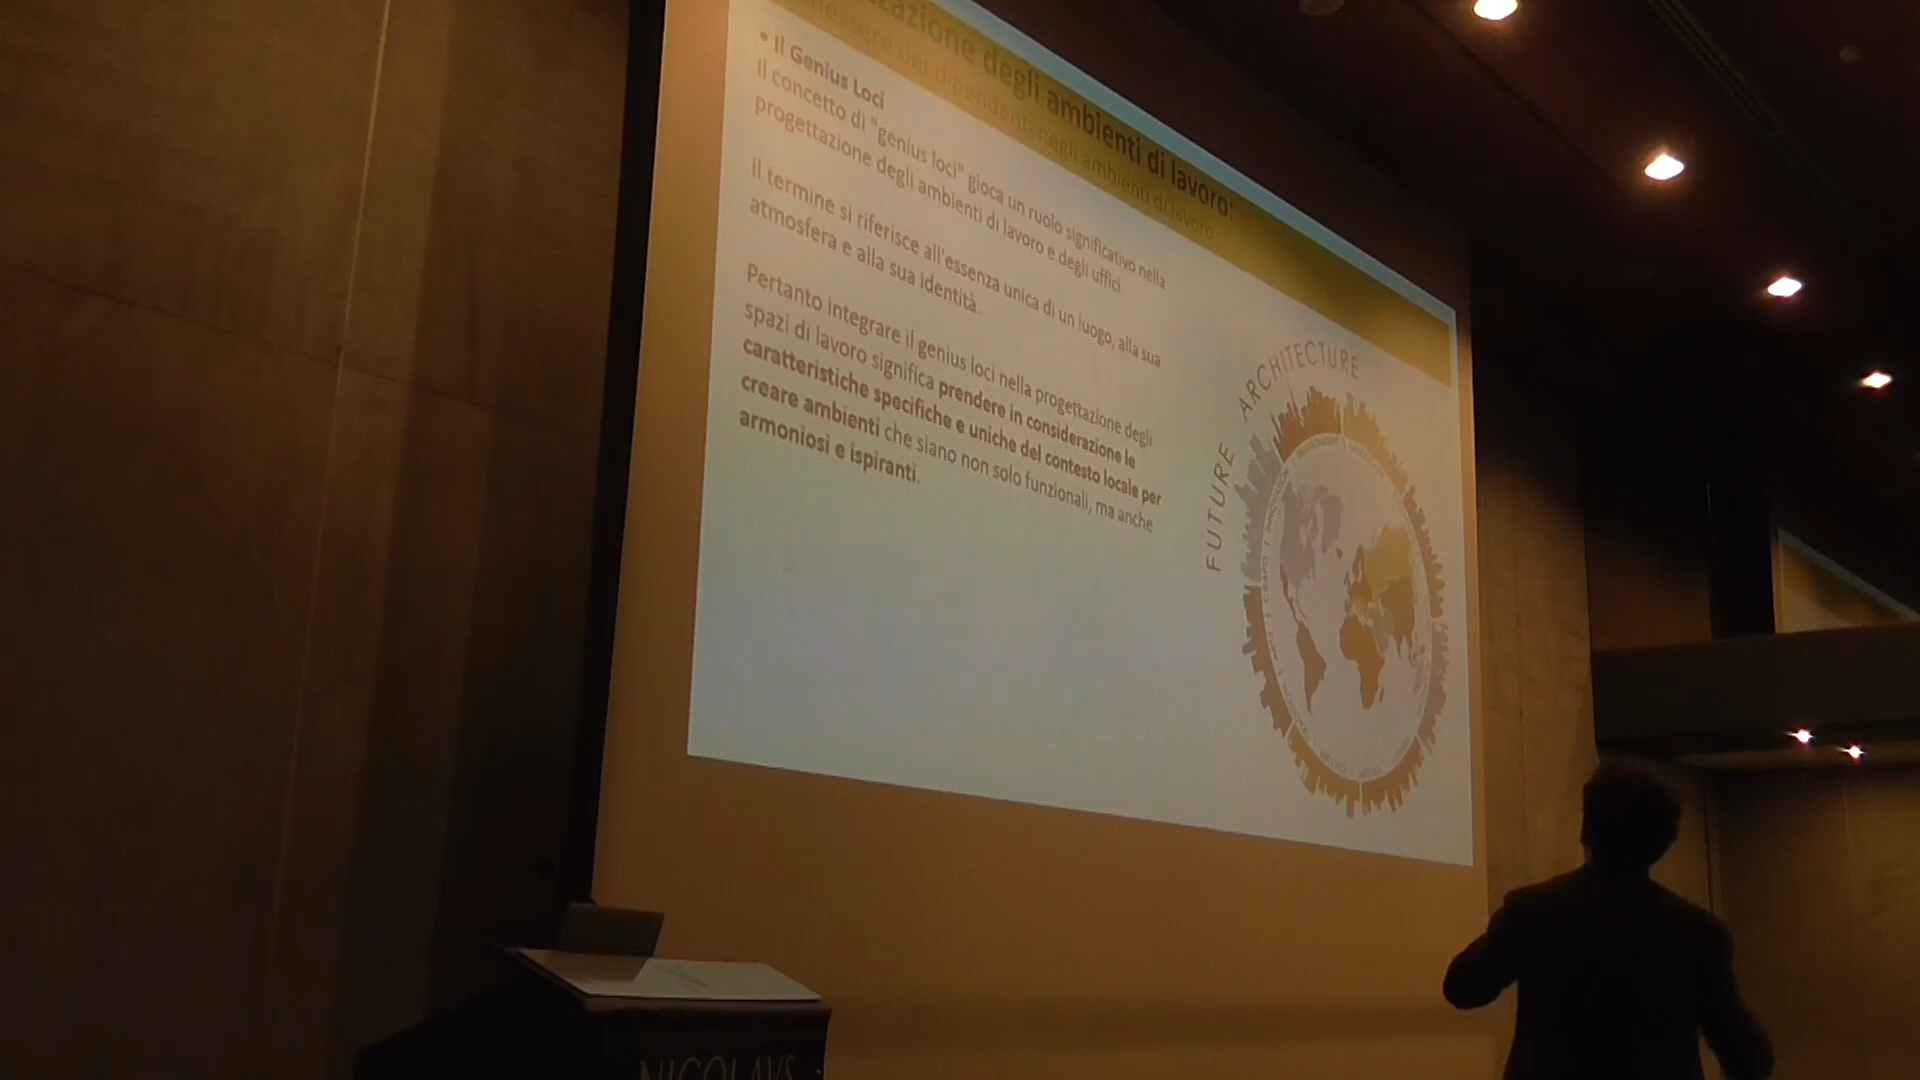 degli ambienti di lavoro:
dei dipendenti negli ambienti di lavoro
• Il Genius Loci
Il concetto di "genius loci" gioca un ruolo significativo nella
progettazione degli ambienti di lavoro e degli uffici
Il termine si riferisce all'essenza unica di un luogo, alla sua
atmosfera e alla sua identità.
Pertanto integrare il genius loci nella progettazione degli
spazi di lavoro significa prendere in considerazione le
caratteristiche specifiche e uniche del contesto locale per
creare ambienti che siano non solo funzionali, ma anche
armoniosi e ispiranti.
FUTURE ARCHITECTURE
NICOLAVS